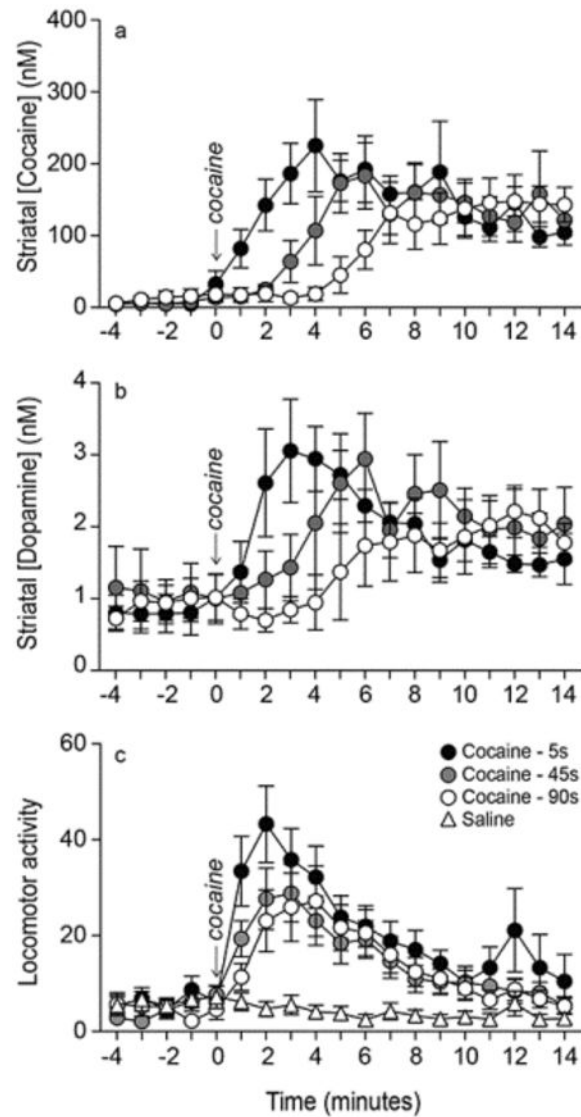 a
Striatal [Cocaine] (nM)
400
300
200
100
0
cocaine
-4 -2 0 2 4 6 8 10 12 14
b
Striatal [Dopamine] (nM)
4
3
2
1
0
cocaine
-4 -2 0 2 4 6 8 10 12 14
c
Locomotor activity
60
40
20
0
cocaine
Cocaine - 5s
Cocaine - 45s
Cocaine - 90s
Saline
-4 -2 0 2 4 6 8 10 12 14
Time (minutes)